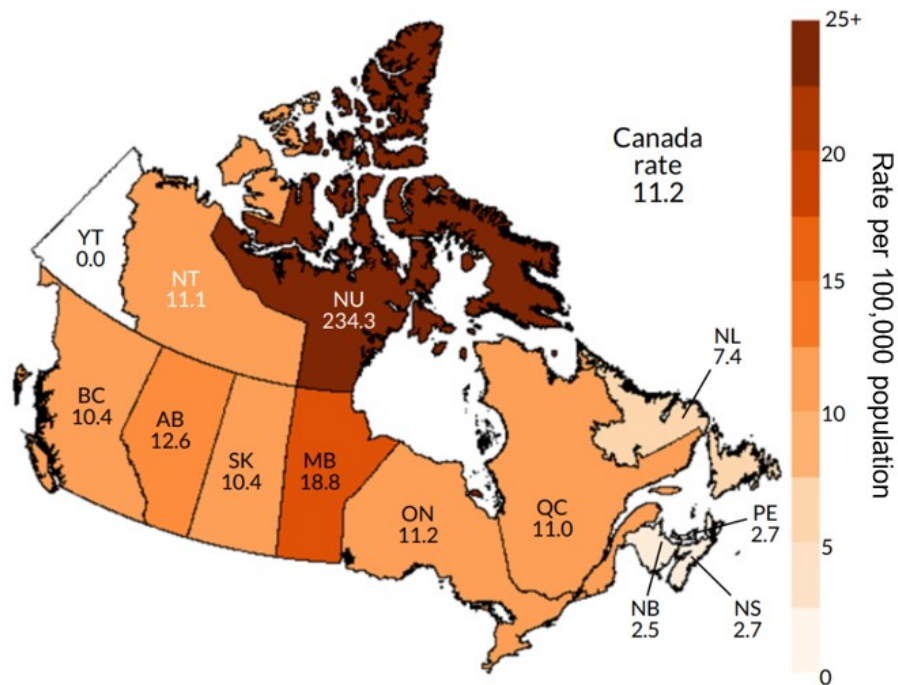 25+
Canada
rate
11.2
20
YT
0.0
NT
11.1
NU
234.3
15
NL
7.4
BC
10.4
AB
12.6
SK
10.4
MB
18.8
ON
11.2
QC
11.0
10
PE
2.7
5
NB
2.5
NS
2.7
0
Rate per 100,000 population